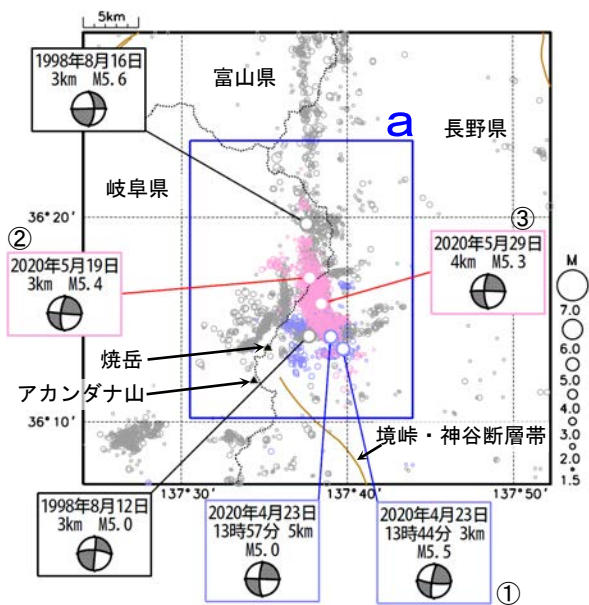 5km
1998年8月16日
3km M5.6
富山県
a
長野県
岐阜県
36°20'
②
2020年5月19日
3km M5.4
③
2020年5月29日
4km M5.3
M
7.0
6.0
5.0
4.0
3.0
2.0
1.5
焼岳
アカンダナ山
36°10'
境峠・神谷断層帯
137°30'
137°40'
137°50'
1998年8月12日
3km M5.0
2020年4月23日
13時57分 5km
M5.0
2020年4月23日
13時44分 3km
M5.5
①